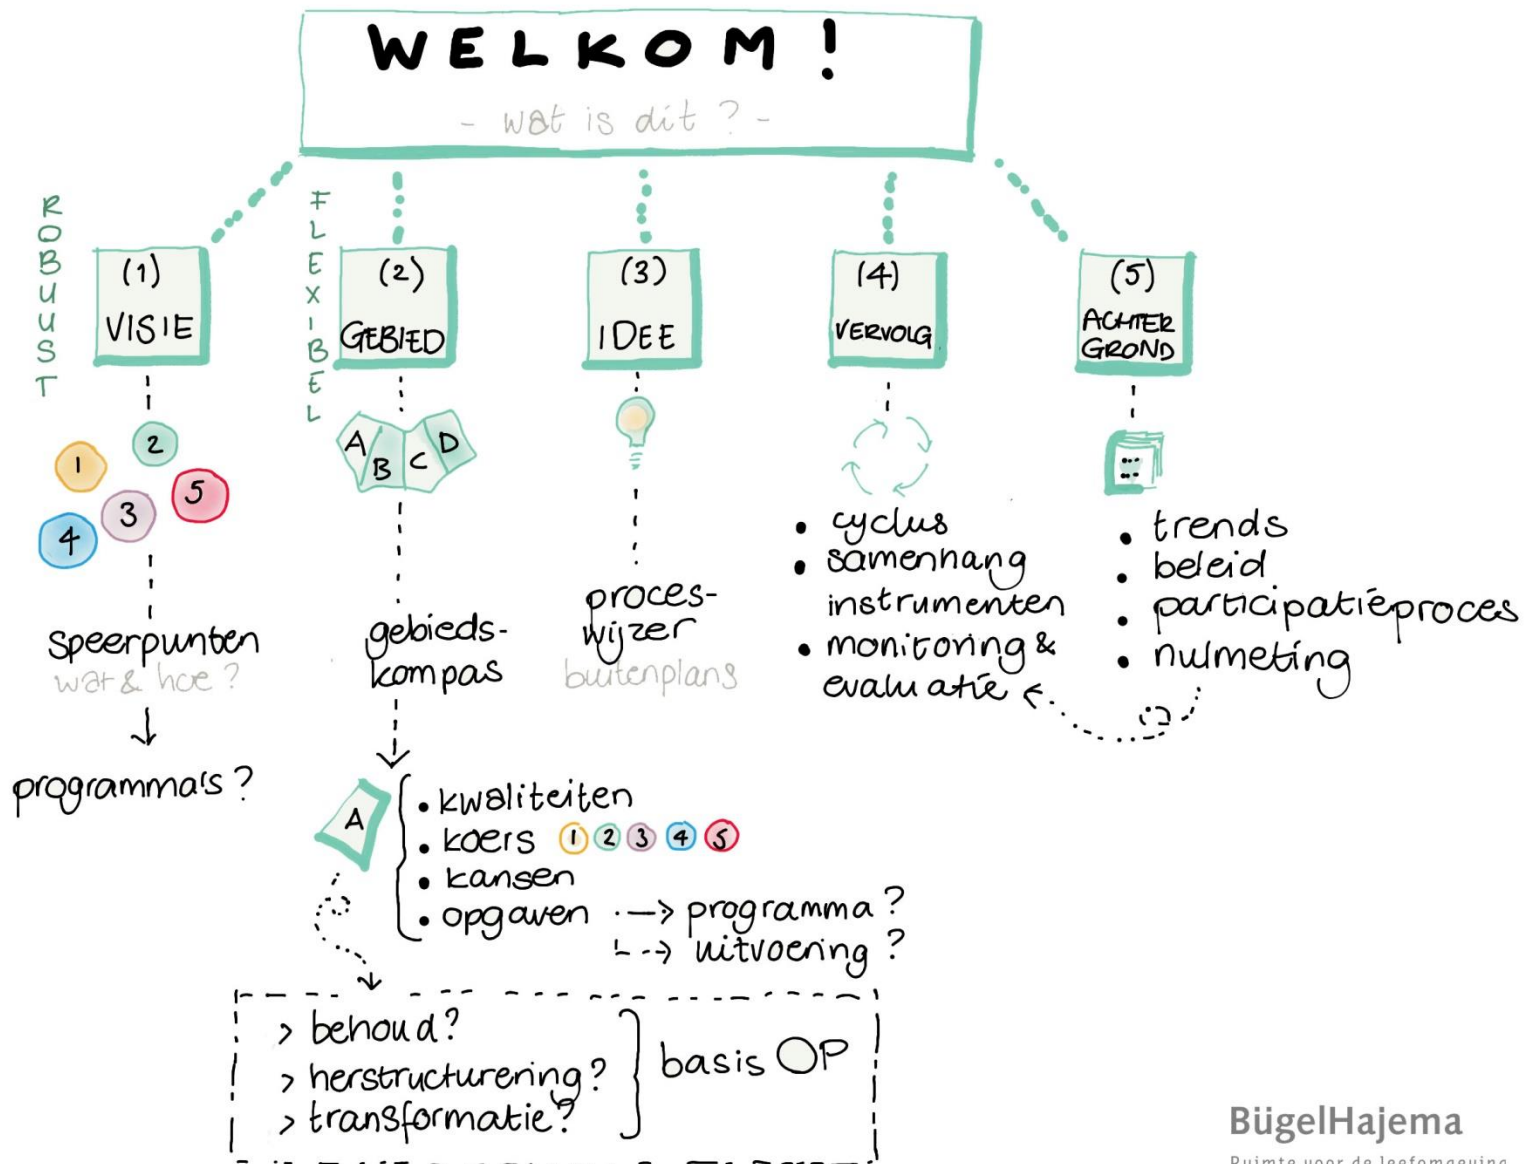 WELKOM!
- wat is dit? -
ROBUUST
FLEXIBEL
(1)
VISIE
(2)
GEBIED
(3)
IDEE
(4)
VERVOLG
(5)
ACHTER
GROND
1
2
3
4
5
A
B
C
D
speerpunten
wat & hoe?
programma's?
gebieds-
kompas
proces-
wijzer
buitenplans
• cyclus
• samenhang
instrumenten
• monitoring &
evaluatie
• trends
• beleid
• participatieproces
• nulmeting
A
• kwaliteiten
• koers 1 2 3 4 5
• kansen
• opgaven --> programma?
--> uitvoering?
> behoud?
> herstructurering?
> transformatie?
basis OP
BügelHajema
Ruimte voor de leefomgeving